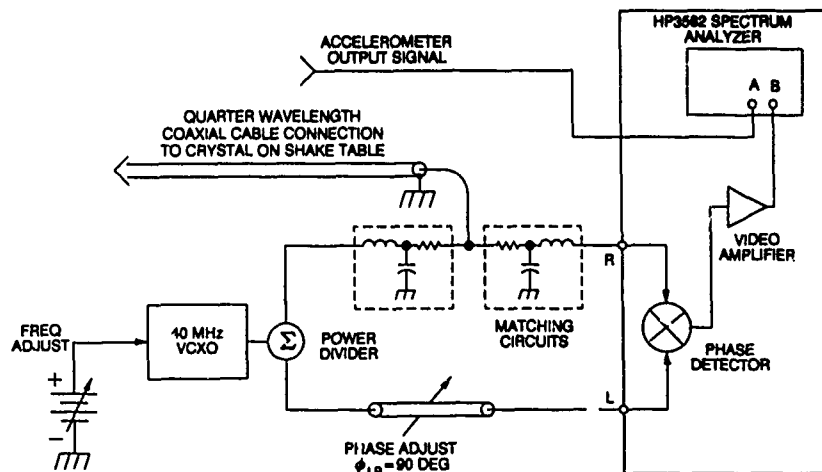 HP3562 SPECTRUM
ANALYZER
ACCELEROMETER
OUTPUT SIGNAL
A B
QUARTER WAVELENGTH
COAXIAL CABLE CONNECTION
TO CRYSTAL ON SHAKE TABLE
VIDEO
AMPLIFIER
R
FREQ
ADJUST
40 MHz
VCXO
Σ
POWER
DIVIDER
MATCHING
CIRCUITS
PHASE
DETECTOR
+
−
L
PHASE ADJUST
ϕLR = 90 DEG